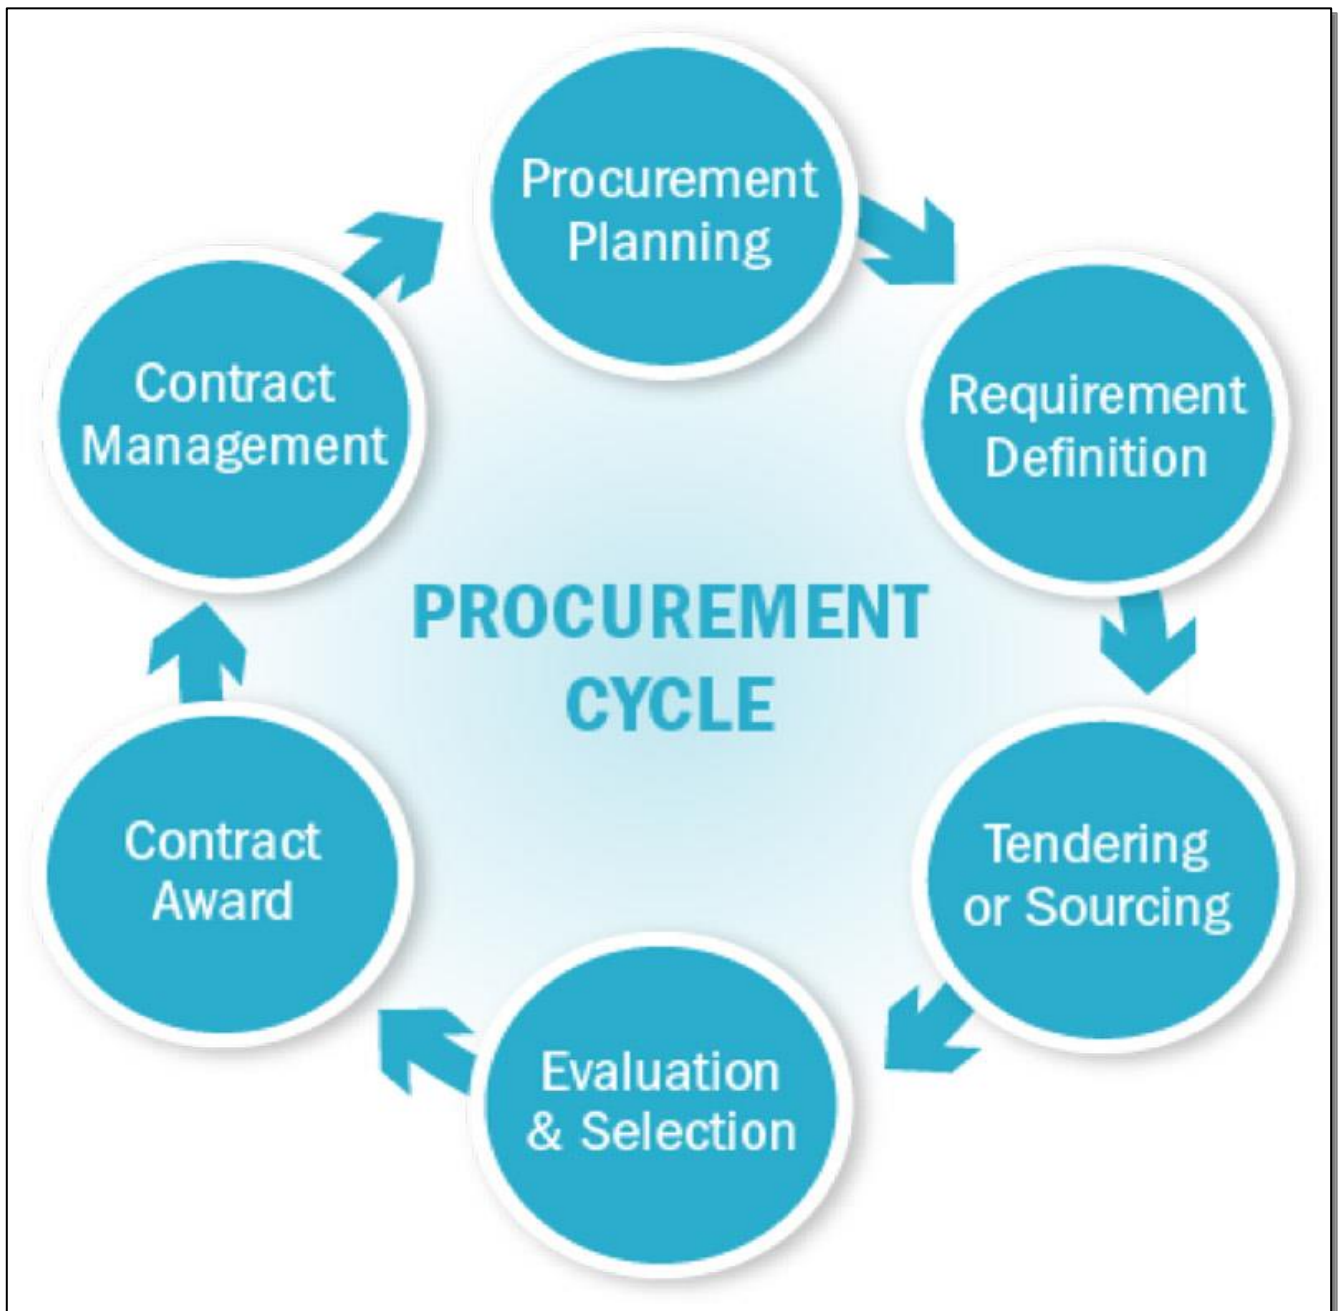 Procurement
Planning
Requirement
Definition
Tendering
or Sourcing
Evaluation
& Selection
Contract
Award
Contract
Management
PROCUREMENT
CYCLE